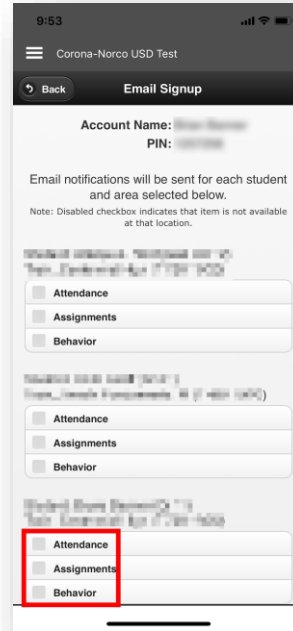 9:53
Corona-Norco USD Test
Back
Email Signup
Account Name:
PIN:
Email notifications will be sent for each student
and area selected below.
Note: Disabled checkbox indicates that item is not available
at that location.
Attendance
Assignments
Behavior
Attendance
Assignments
Behavior
Attendance
Assignments
Behavior